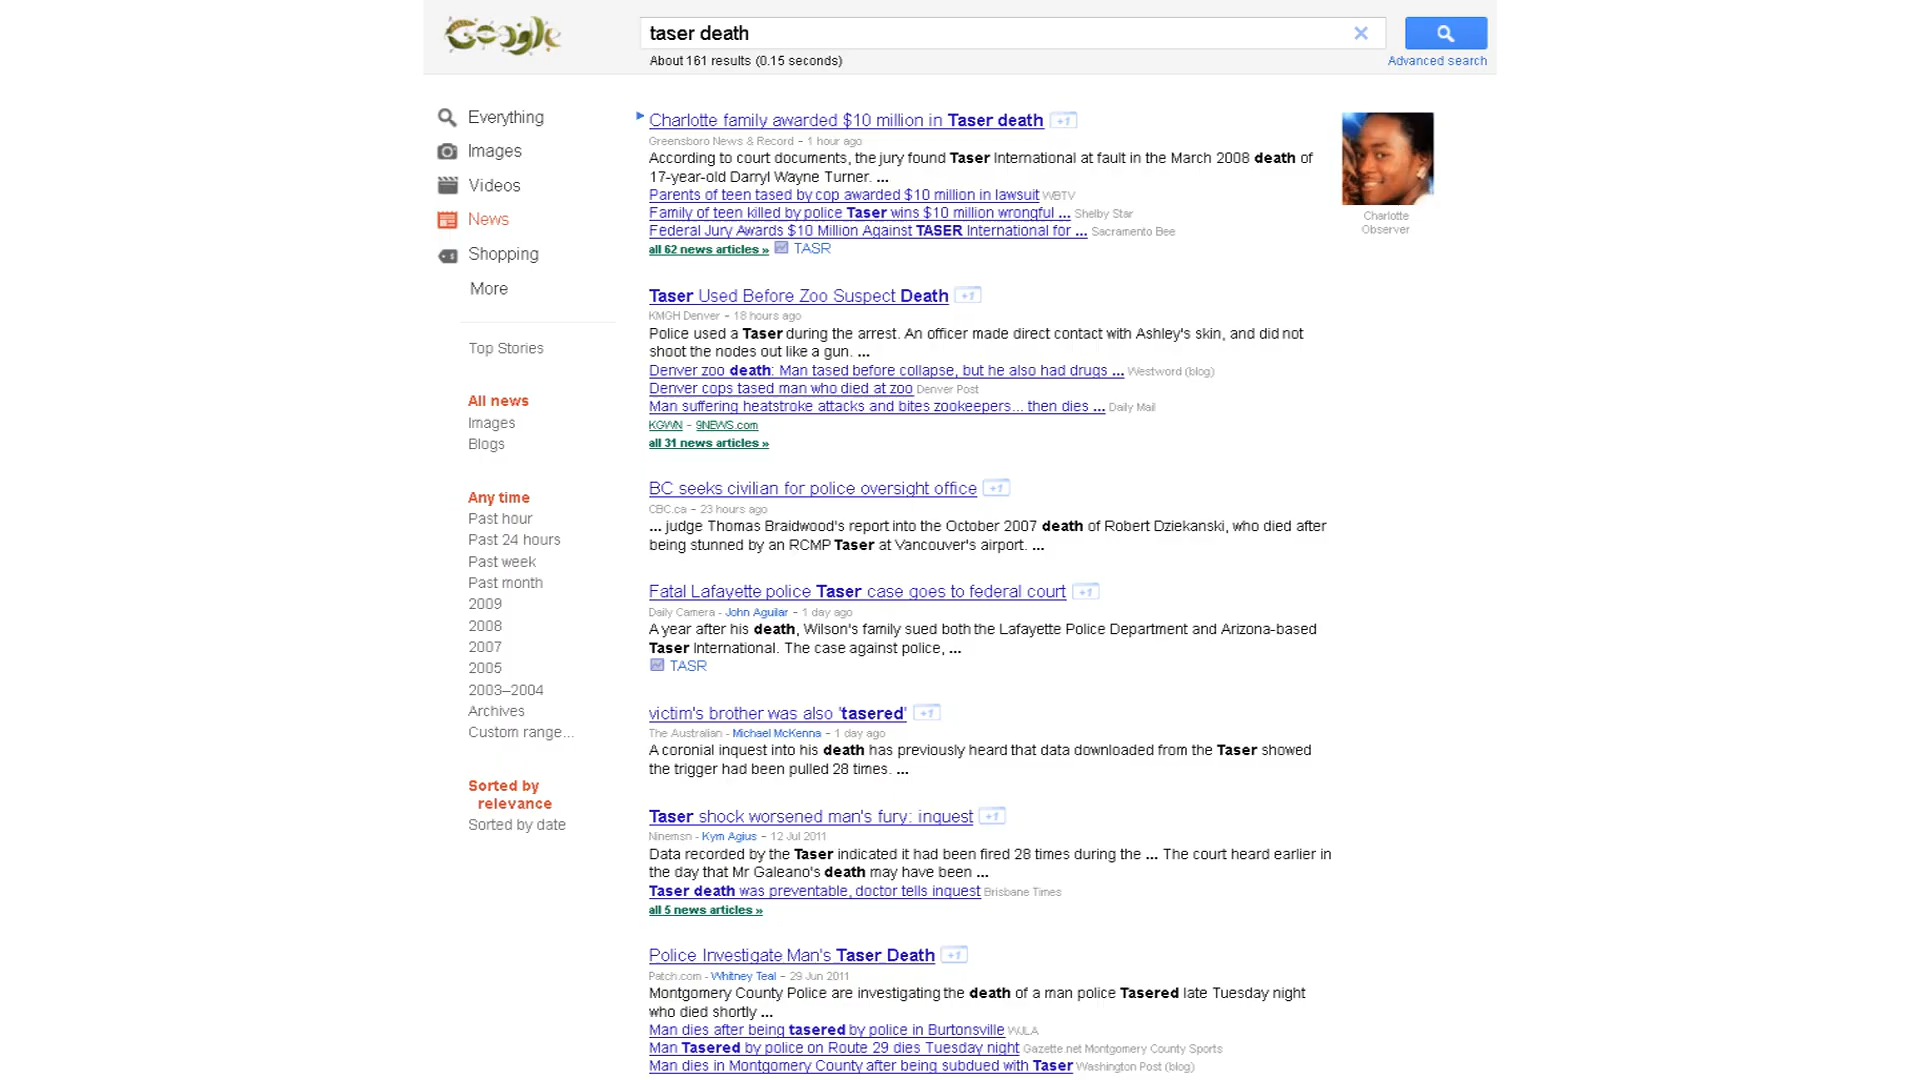 Google
taser death
About 161 results (0.15 seconds)
Advanced search
Everything
Images
Videos
News
Shopping
More
Top Stories
All news
Images
Blogs
Any time
Past hour
Past 24 hours
Past week
Past month
2009
2008
2007
2005
2003–2004
Archives
Custom range...
Sorted by
relevance
Sorted by date
Charlotte family awarded $10 million in Taser death +1
Greensboro News & Record - 1 hour ago
According to court documents, the jury found Taser International at fault in the March 2008 death of
17-year-old Darryl Wayne Turner. ...
Parents of teen tased by cop awarded $10 million in lawsuit WBTV
Family of teen killed by police Taser wins $10 million wrongful ... Shelby Star
Federal Jury Awards $10 Million Against TASER International for ... Sacramento Bee
all 62 news articles » TASR
Charlotte
Observer
Taser Used Before Zoo Suspect Death +1
KMGH Denver - 18 hours ago
Police used a Taser during the arrest. An officer made direct contact with Ashley's skin, and did not
shoot the nodes out like a gun. ...
Denver zoo death: Man tased before collapse, but he also had drugs ... Westword (blog)
Denver cops tased man who died at zoo Denver Post
Man suffering heatstroke attacks and bites zookeepers... then dies ... Daily Mail
KGWN - 9NEWS.com
all 31 news articles »
BC seeks civilian for police oversight office +1
CBC.ca - 23 hours ago
... judge Thomas Braidwood's report into the October 2007 death of Robert Dziekanski, who died after
being stunned by an RCMP Taser at Vancouver's airport. ...
Fatal Lafayette police Taser case goes to federal court +1
Daily Camera - John Aguilar - 1 day ago
A year after his death, Wilson's family sued both the Lafayette Police Department and Arizona-based
Taser International. The case against police, ...
TASR
victim's brother was also 'tasered' +1
The Australian - Michael McKenna - 1 day ago
A coronial inquest into his death has previously heard that data downloaded from the Taser showed
the trigger had been pulled 28 times. ...
Taser shock worsened man's fury: inquest +1
Ninemsn - Kym Agius - 12 Jul 2011
Data recorded by the Taser indicated it had been fired 28 times during the ... The court heard earlier in
the day that Mr Galeano's death may have been ...
Taser death was preventable, doctor tells inquest Brisbane Times
all 5 news articles »
Police Investigate Man's Taser Death +1
Patch.com - Whitney Teal - 29 Jun 2011
Montgomery County Police are investigating the death of a man police Tasered late Tuesday night
who died shortly ...
Man dies after being tasered by police in Burtonsville WJLA
Man Tasered by police on Route 29 dies Tuesday night Gazette.net Montgomery County Sports
Man dies in Montgomery County after being subdued with Taser Washington Post (blog)